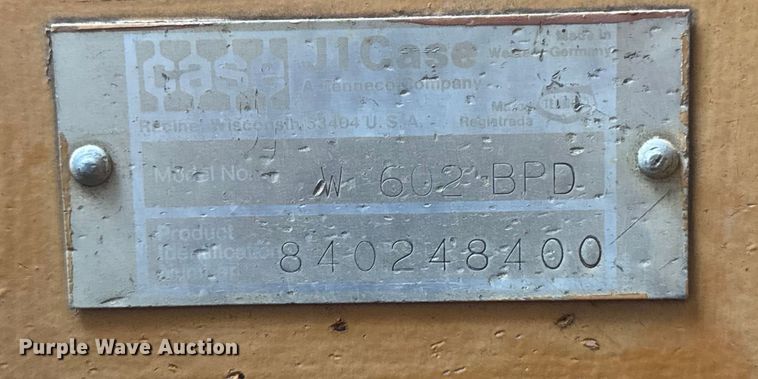 case
JI Case
A Tenneco Company
Made in
West Germany
Racine, Wisconsin 53404 U.S.A.
Marca
Registrada
Model No.
W 602 BPD
Product
Identification
Number
840248400
Purple Wave Auction